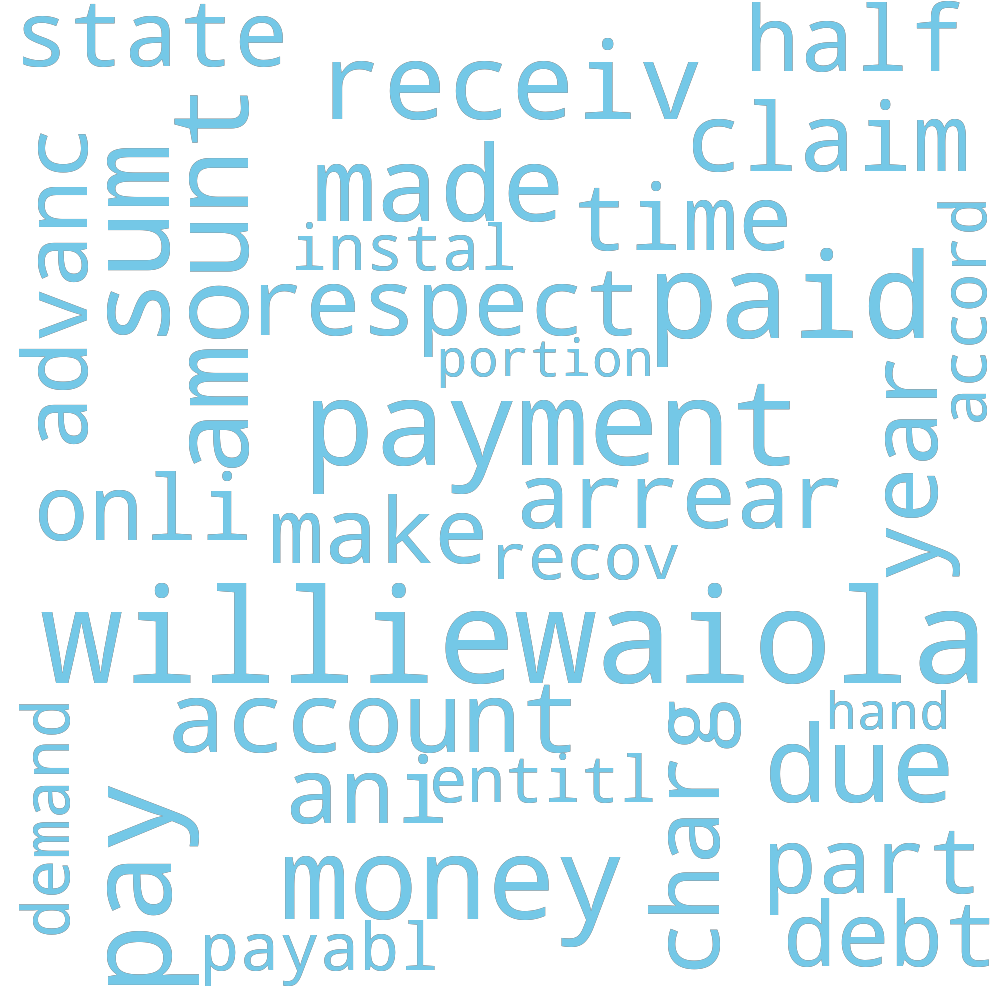 state
half
receiv
claim
advanc
sum
amount
made
time
accord
instal
respect
paid
portion
payment
year
onli
make
arrear
recov
williewaiola
account
hand
demand
pay
ani
entitl
charg
due
money
part
payabl
debt